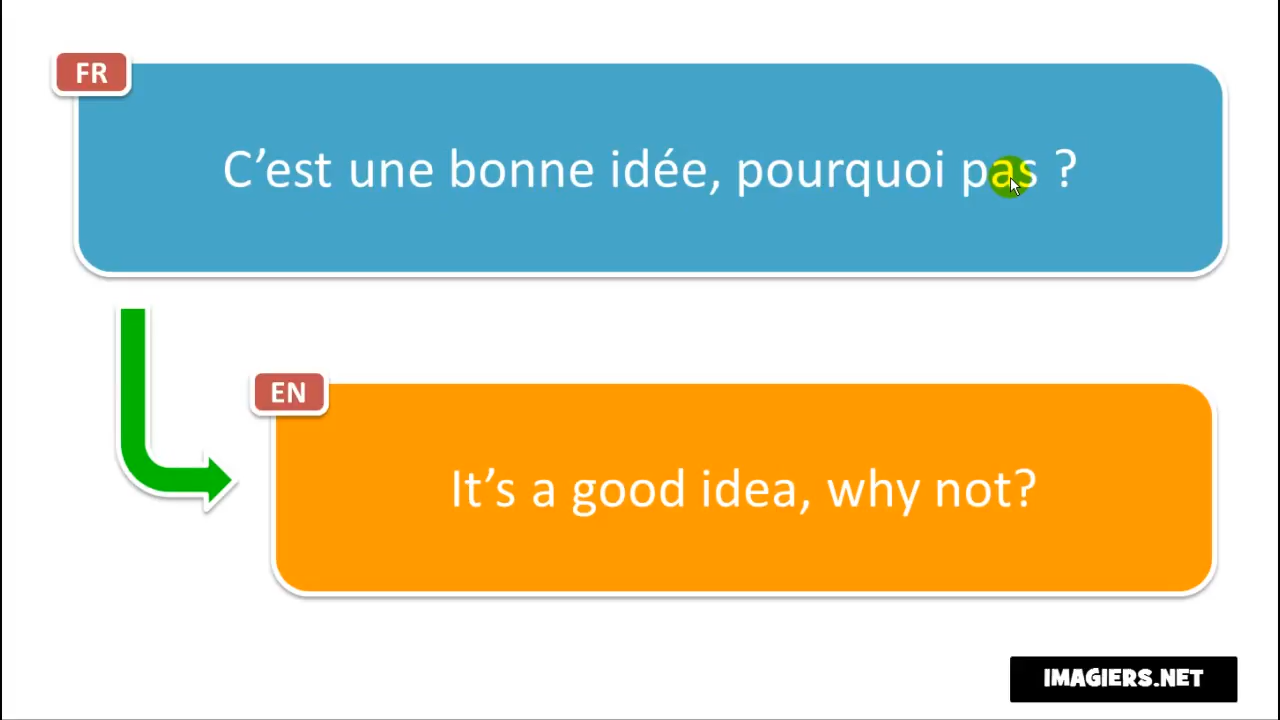 FR
C’est une bonne idée, pourquoi pas ?
EN
It’s a good idea, why not?
IMAGIERS.NET